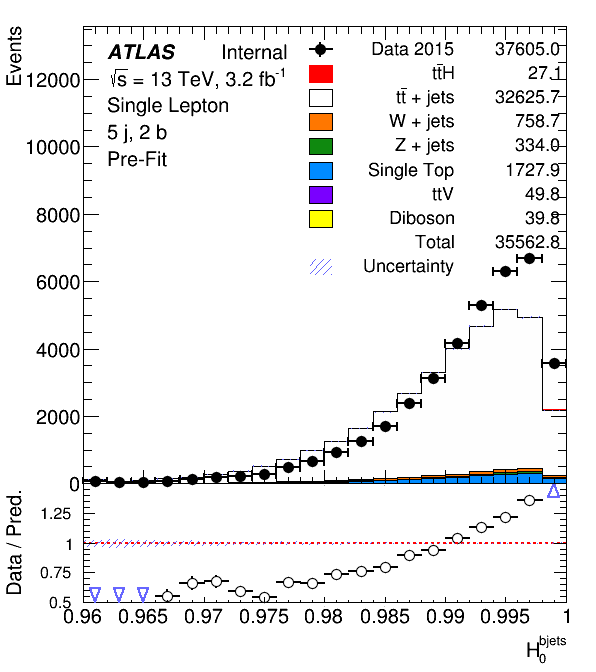 Events
ATLAS Internal
√s = 13 TeV, 3.2 fb⁻¹
Single Lepton
5 j, 2 b
Pre-Fit
Data 2015 37605.0
tt̄H 27.1
tt̄ + jets 32625.7
W + jets 758.7
Z + jets 334.0
Single Top 1727.9
ttV 49.8
Diboson 39.8
Total 35562.8
Uncertainty
12000
10000
8000
6000
4000
2000
0
Data / Pred.
1.25
1
0.75
0.5
0.96 0.965 0.97 0.975 0.98 0.985 0.99 0.995 1
H₀^bjets